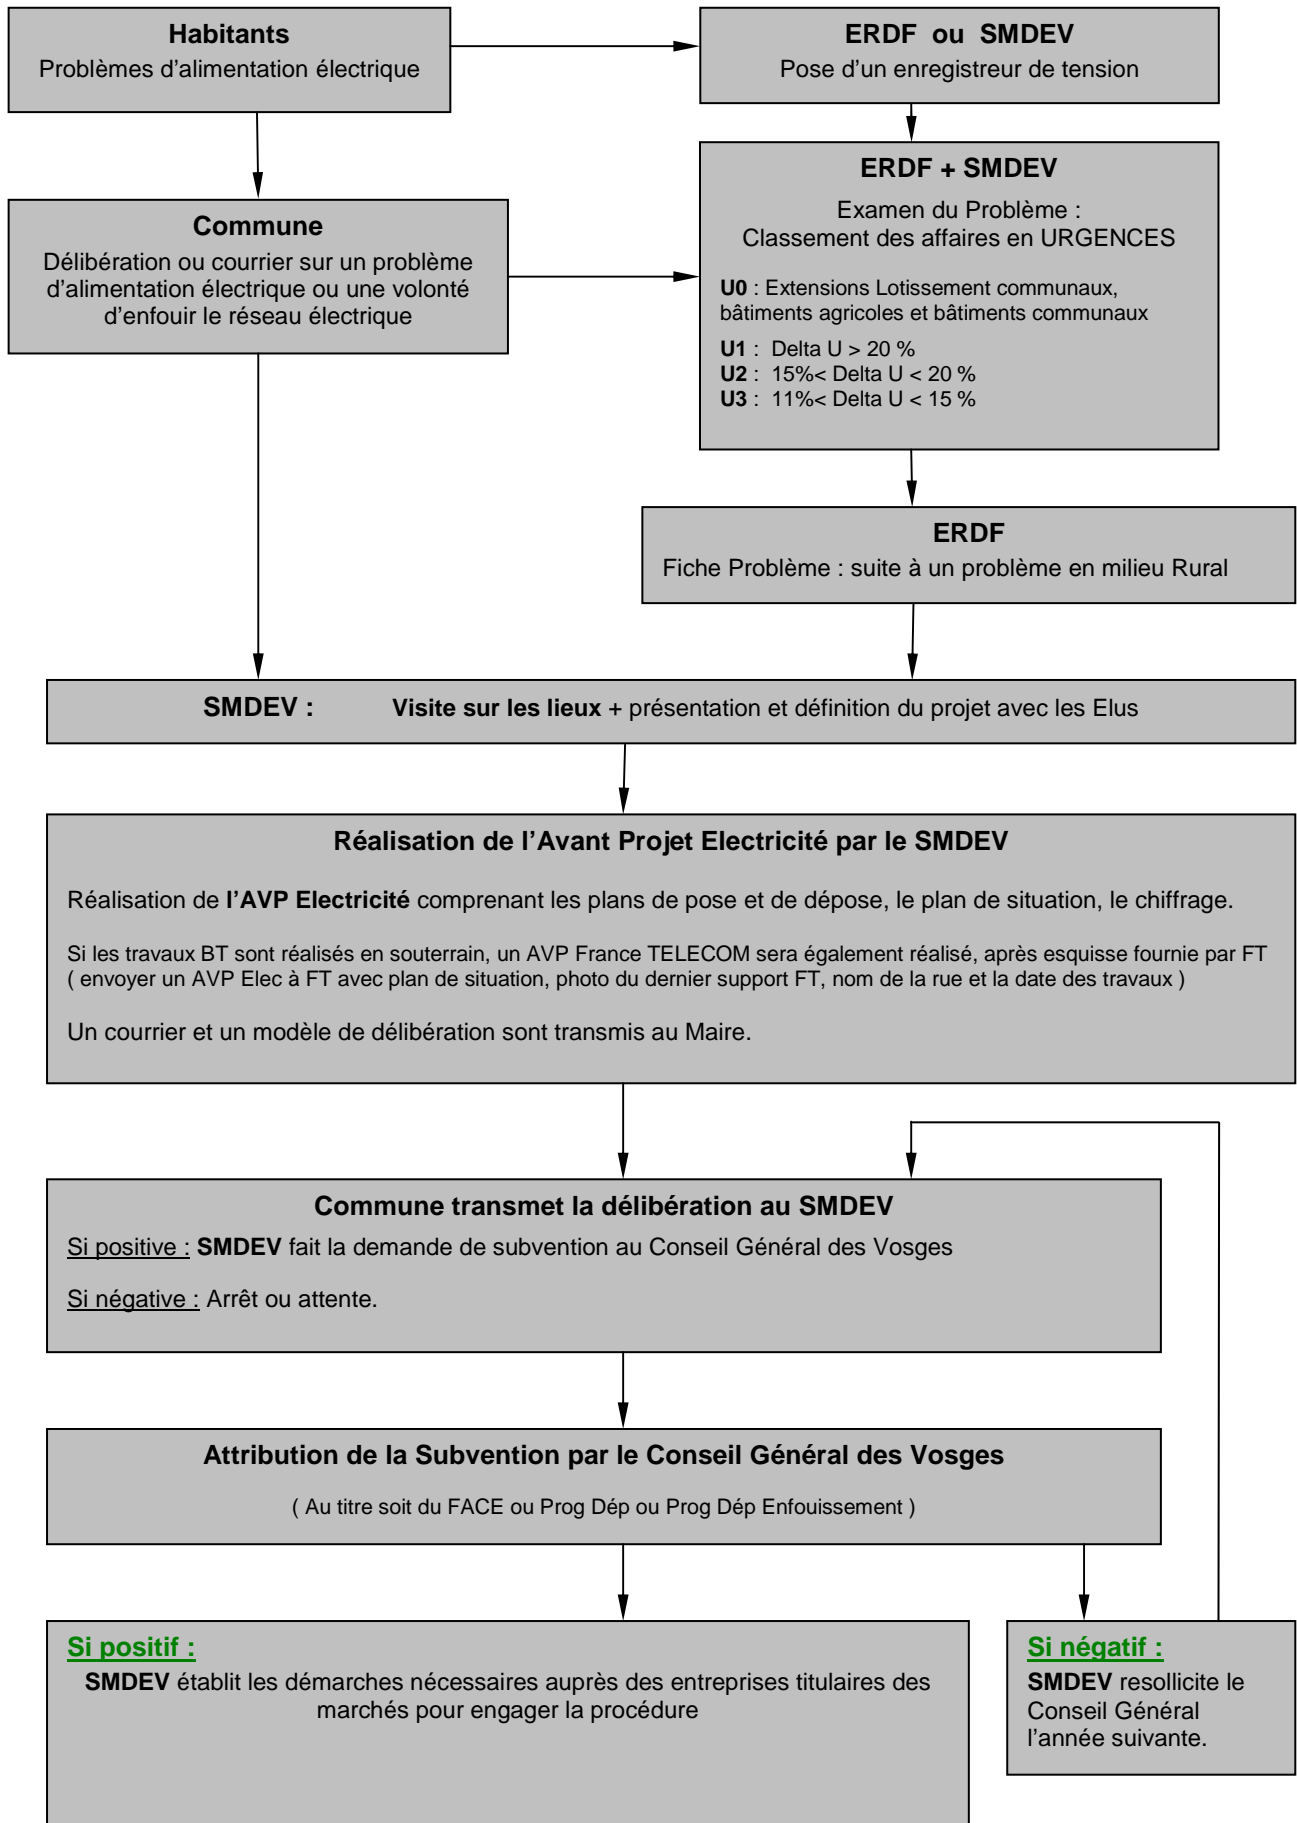 Habitants
Problèmes d'alimentation électrique
ERDF ou SMDEV
Pose d'un enregistreur de tension
ERDF + SMDEV
Examen du Problème :
Classement des affaires en URGENCES
U0 : Extensions Lotissement communaux,
bâtiments agricoles et bâtiments communaux
U1 : Delta U > 20 %
U2 : 15%< Delta U < 20 %
U3 : 11%< Delta U < 15 %
Commune
Délibération ou courrier sur un problème
d'alimentation électrique ou une volonté
d'enfouir le réseau électrique
ERDF
Fiche Problème : suite à un problème en milieu Rural
SMDEV : Visite sur les lieux + présentation et définition du projet avec les Elus
Réalisation de l'Avant Projet Electricité par le SMDEV
Réalisation de l'AVP Electricité comprenant les plans de pose et de dépose, le plan de situation, le chiffrage.
Si les travaux BT sont réalisés en souterrain, un AVP France TELECOM sera également réalisé, après esquisse fournie par FT
( envoyer un AVP Elec à FT avec plan de situation, photo du dernier support FT, nom de la rue et la date des travaux )
Un courrier et un modèle de délibération sont transmis au Maire.
Commune transmet la délibération au SMDEV
Si positive : SMDEV fait la demande de subvention au Conseil Général des Vosges
Si négative : Arrêt ou attente.
Attribution de la Subvention par le Conseil Général des Vosges
( Au titre soit du FACE ou Prog Dép ou Prog Dép Enfouissement )
Si positif :
SMDEV établit les démarches nécessaires auprès des entreprises titulaires des
marchés pour engager la procédure
Si négatif :
SMDEV resollicite le
Conseil Général
l'année suivante.